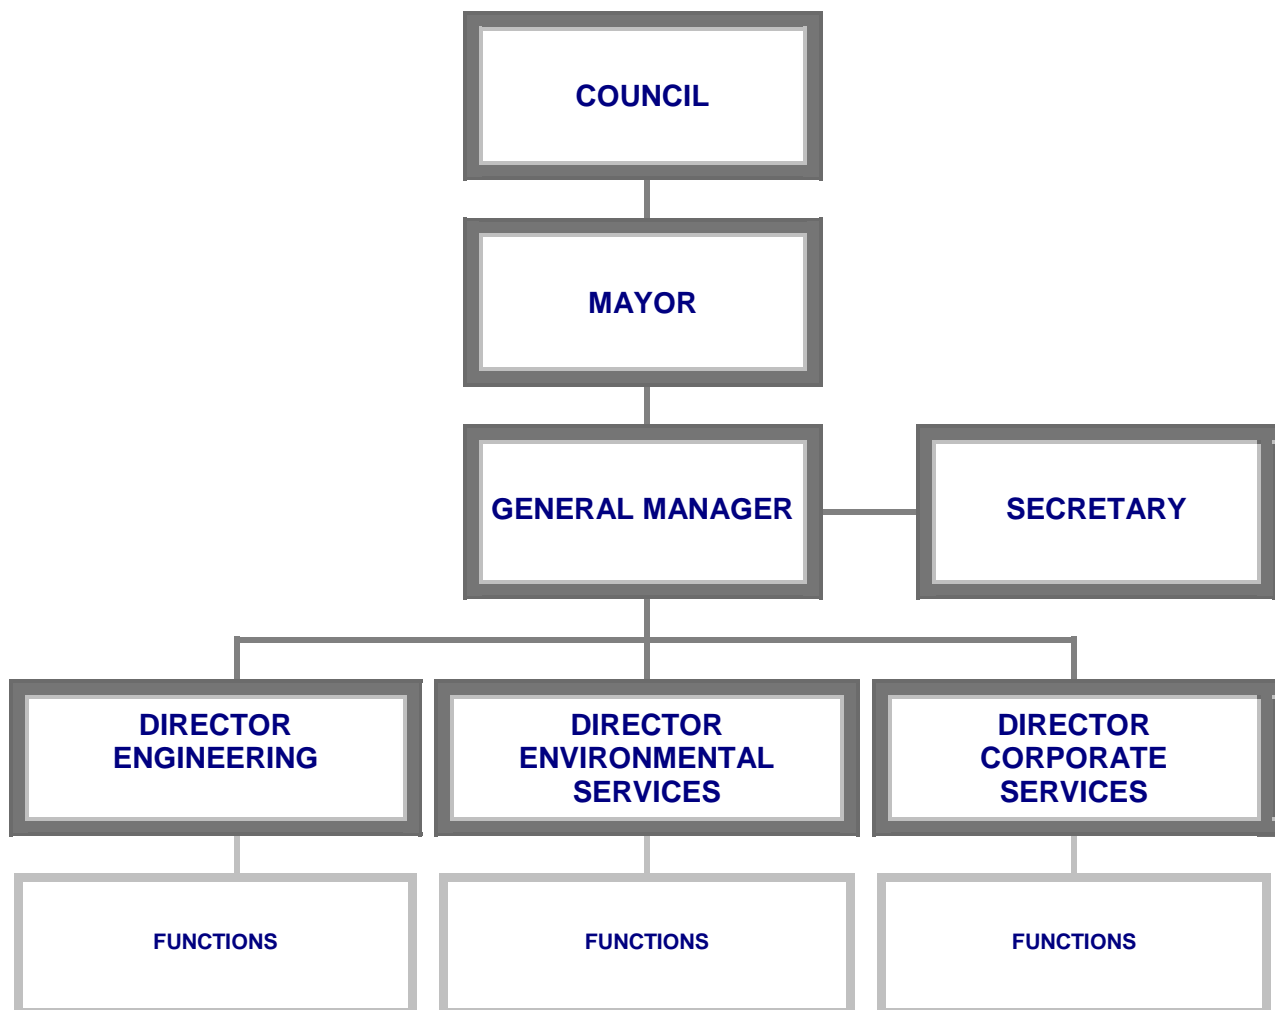 COUNCIL
MAYOR
GENERAL MANAGER
SECRETARY
DIRECTOR
ENGINEERING
DIRECTOR
ENVIRONMENTAL
SERVICES
DIRECTOR
CORPORATE
SERVICES
FUNCTIONS
FUNCTIONS
FUNCTIONS